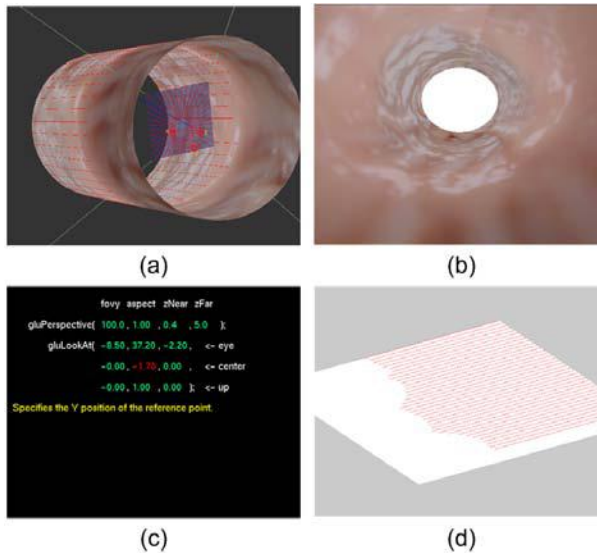 (a)
(b)
fovy aspect zNear zFar
gluPerspective( 100.0 , 1.00 , 0.4 , 5.0 );
gluLookAt( -8.50 , 37.20 , -2.20 , <- eye
-0.00 , -1.70 , 0.00 , <- center
-0.00 , 1.00 , 0.00 ); <- up
Specifies the Y position of the reference point.
(c)
(d)